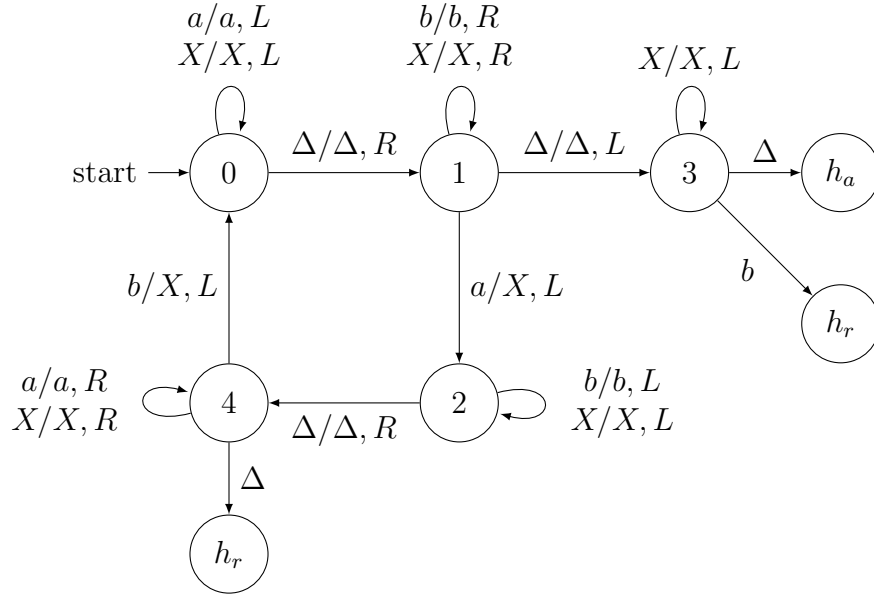 a/a, L
X/X, L
b/b, R
X/X, R
X/X, L
start
0
Δ/Δ, R
1
Δ/Δ, L
3
Δ
h_a
b
h_r
b/X, L
a/X, L
a/a, R
X/X, R
4
Δ/Δ, R
2
b/b, L
X/X, L
Δ
h_r